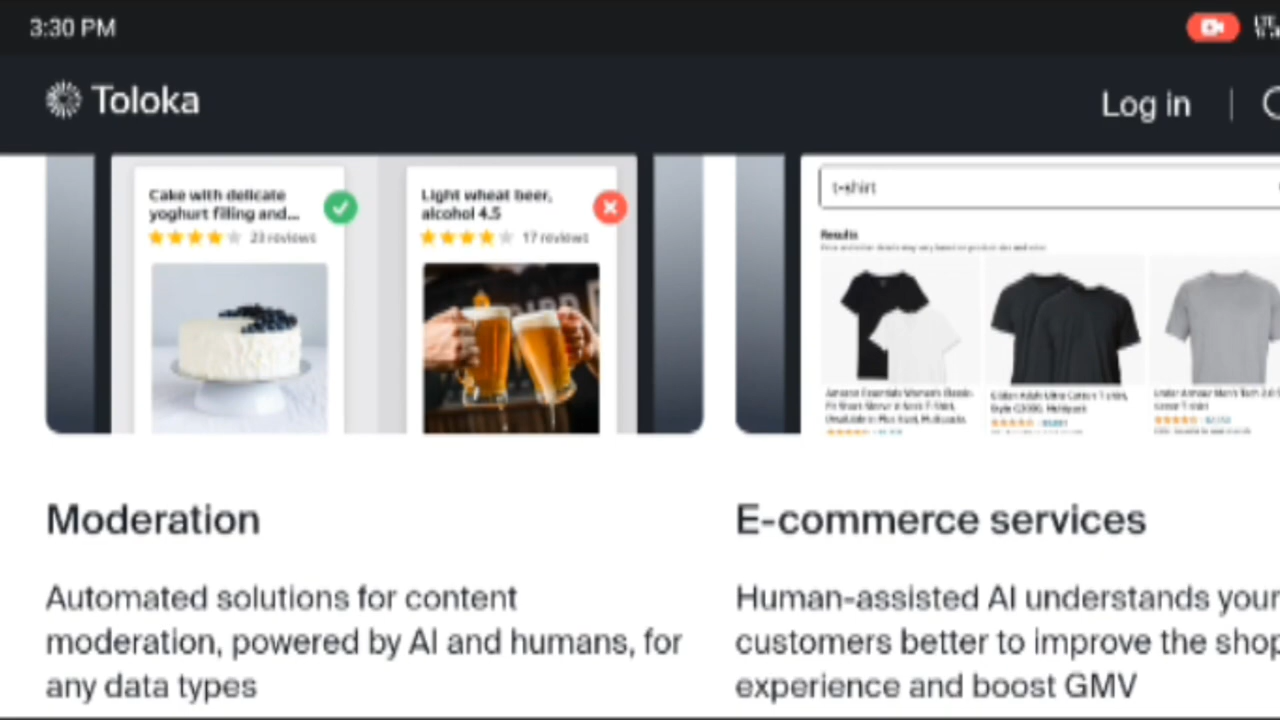 3:30 PM
LTE
Toloka
Log in
Cake with delicate
yoghurt filling and...
23 reviews
Light wheat beer,
alcohol 4.5
17 reviews
t-shirt
Results
Moderation
Automated solutions for content
moderation, powered by AI and humans, for
any data types
E-commerce services
Human-assisted AI understands your
customers better to improve the shop
experience and boost GMV